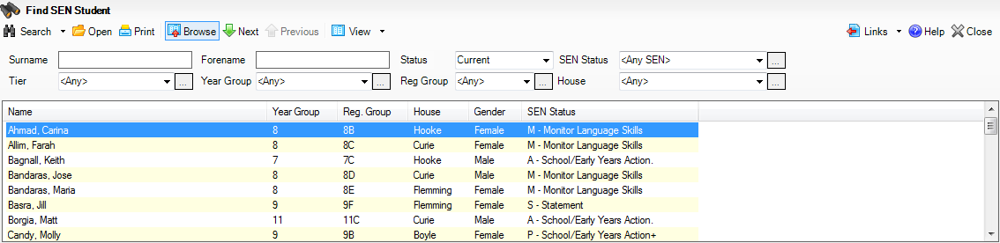 Find SEN Student
Search Open Print Browse Next Previous View Links Help Close
Surname Forename Status Current SEN Status <Any SEN> ...
Tier <Any> ... Year Group <Any> ... Reg Group <Any> ... House <Any> ...
Name Year Group Reg. Group House Gender SEN Status
Ahmad, Carina 8 8B Hooke Female M - Monitor Language Skills
Allim, Farah 8 8C Curie Female M - Monitor Language Skills
Bagnall, Keith 7 7C Hooke Male A - School/Early Years Action.
Bandaras, Jose 8 8D Curie Male M - Monitor Language Skills
Bandaras, Maria 8 8E Flemming Female M - Monitor Language Skills
Basra, Jill 9 9F Flemming Female S - Statement
Borgia, Matt 11 11C Curie Male A - School/Early Years Action.
Candy, Molly 9 9B Boyle Female P - School/Early Years Action+